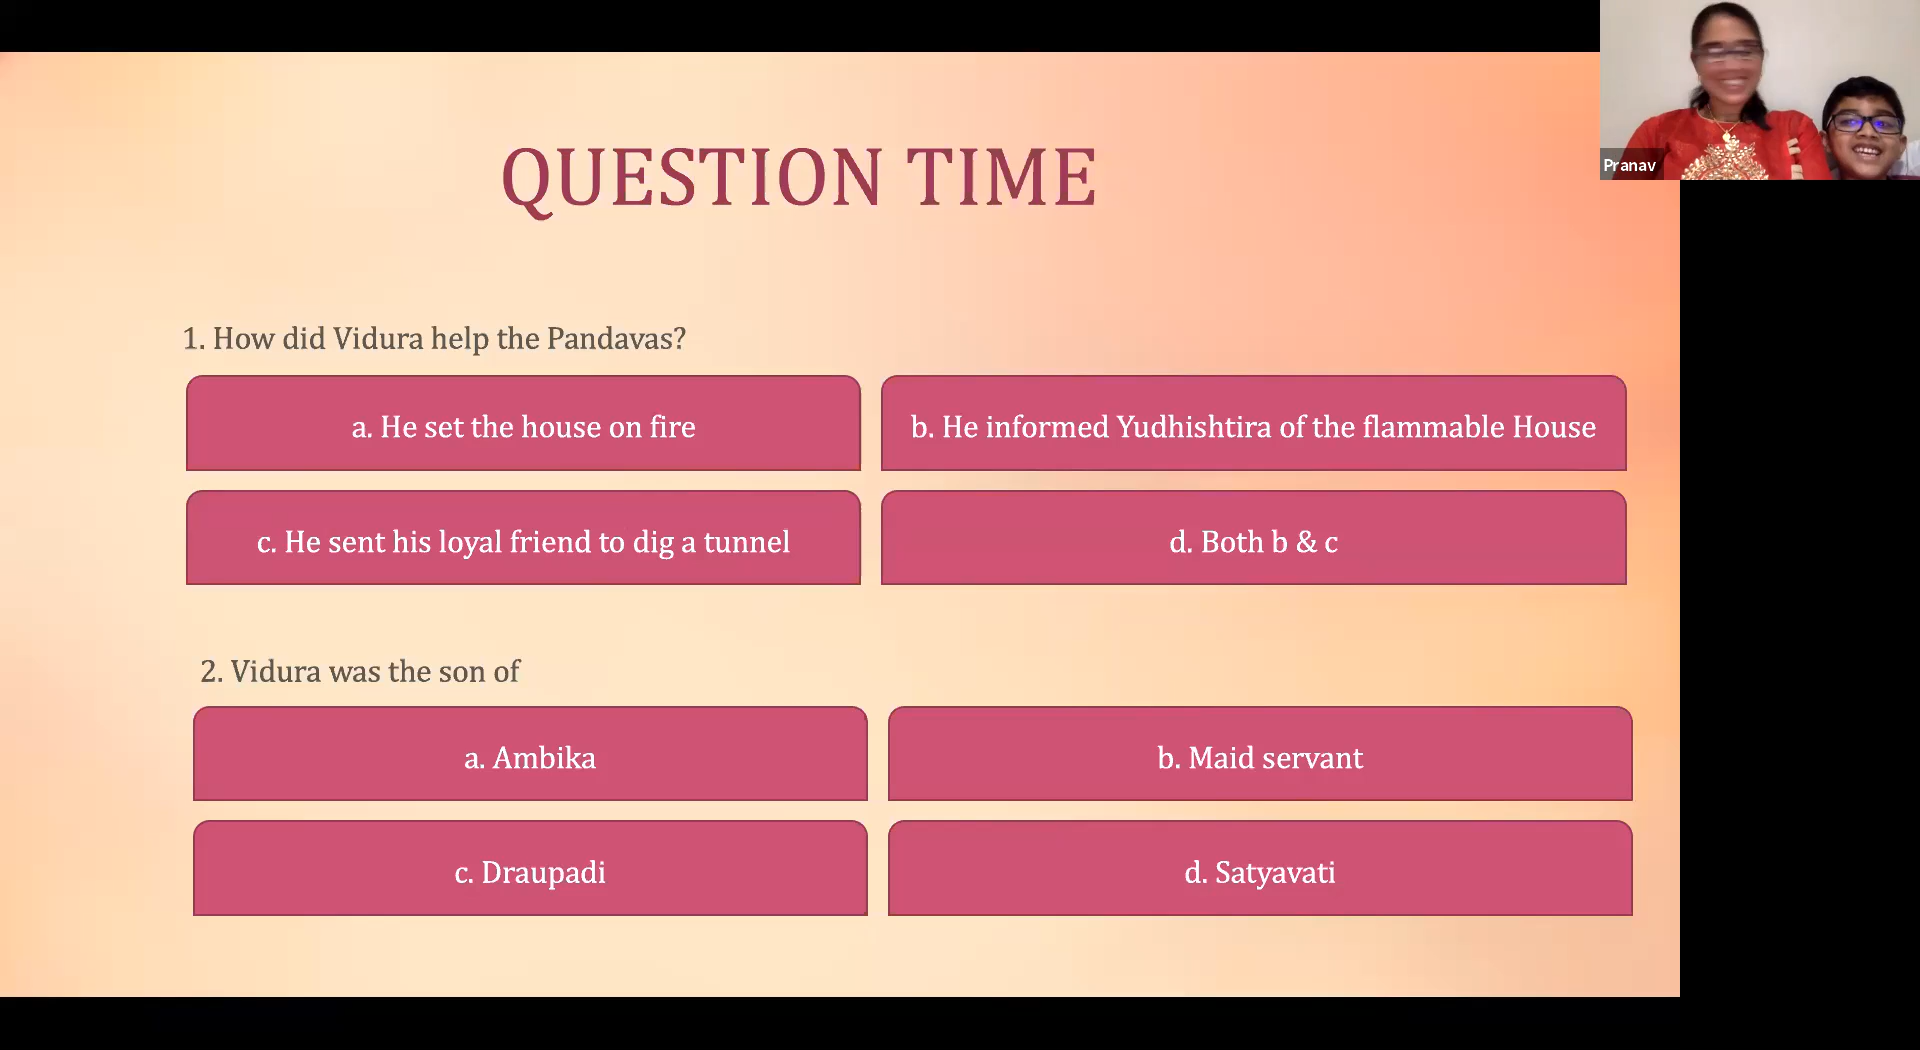 Pranav
QUESTION TIME
1. How did Vidura help the Pandavas?
a. He set the house on fire
b. He informed Yudhishtira of the flammable House
c. He sent his loyal friend to dig a tunnel
d. Both b & c
2. Vidura was the son of
a. Ambika
b. Maid servant
c. Draupadi
d. Satyavati